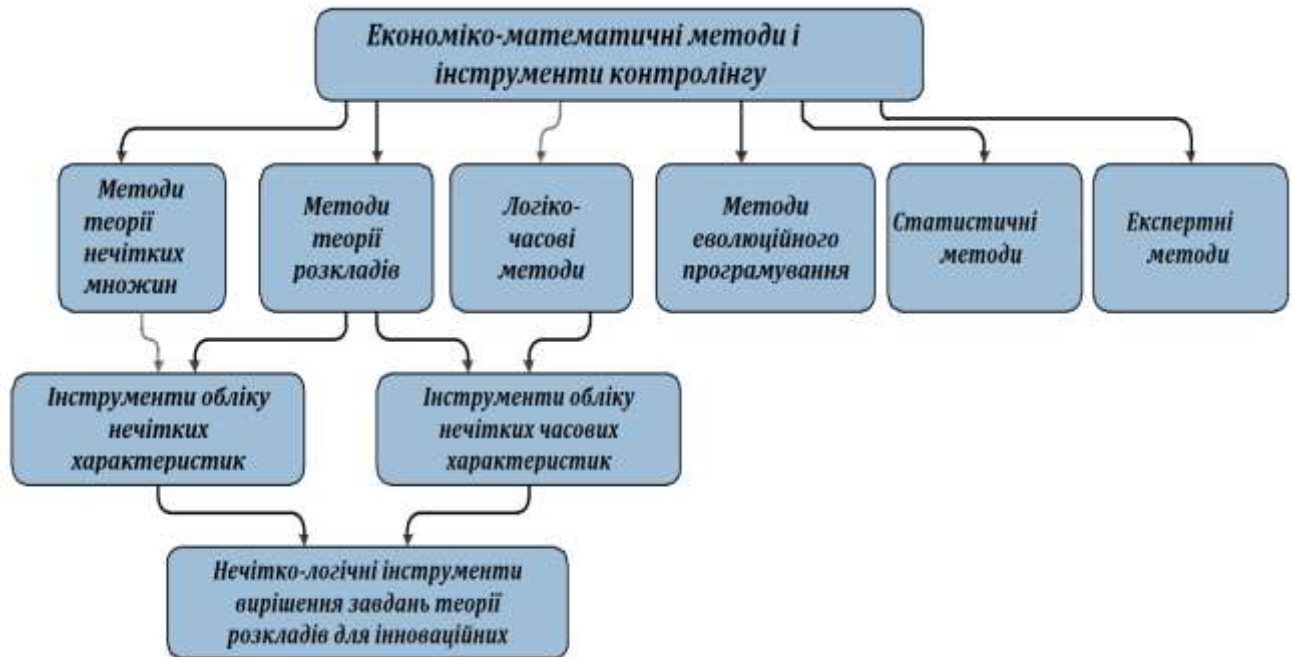 Економіко-математичні методи і
інструменти контролінгу
Методи
теорії
нечітких
множин
Методи
теорії
розкладів
Логіко-
часові
методи
Методи
еволюційного
програмування
Статистичні
методи
Експертні
методи
Інструменти обліку
нечітких
характеристик
Інструменти обліку
нечітких часових
характеристик
Нечітко-логічні інструменти
вирішення завдань теорії
розкладів для інноваційних